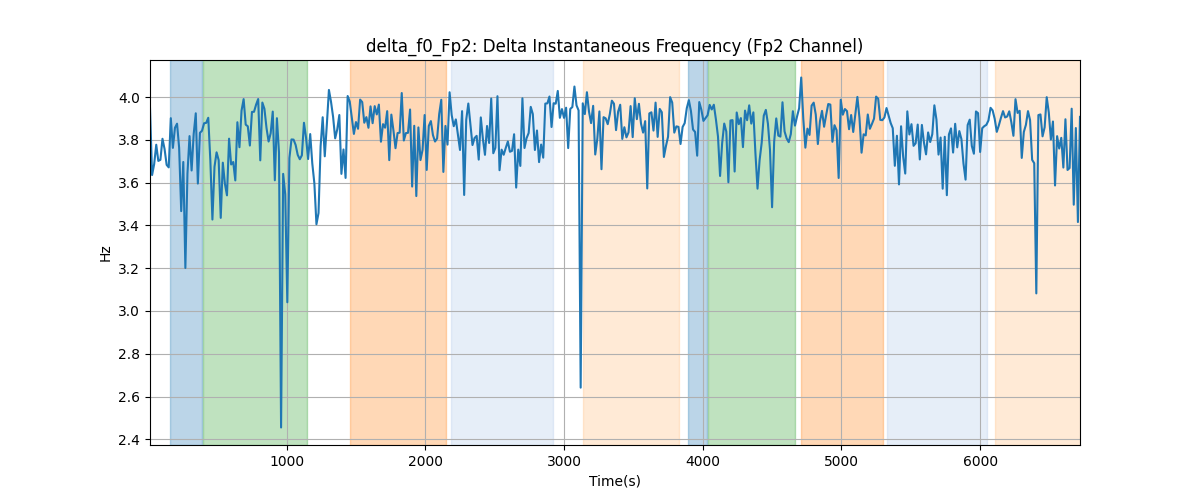 delta_f0_Fp2: Delta Instantaneous Frequency (Fp2 Channel)
4.0
3.8
3.6
3.4
3.2
3.0
2.8
2.6
2.4
Hz
1000 2000 3000 4000 5000 6000
Time(s)